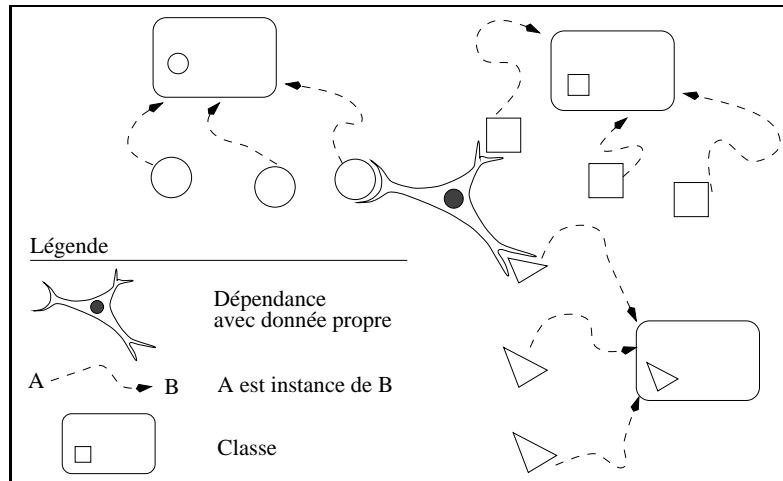 Légende
Dépendance
avec donnée propre
A B A est instance de B
Classe